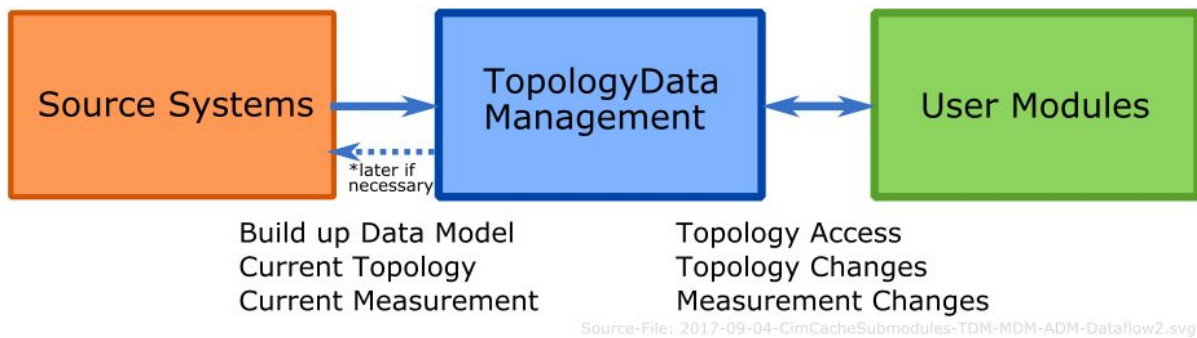 Source Systems
TopologyData
Management
User Modules
*later if
necessary
Build up Data Model
Current Topology
Current Measurement
Topology Access
Topology Changes
Measurement Changes
Source-File: 2017-09-04-CimCacheSubmodules-TDM-MDM-ADM-Dataflow2.svg